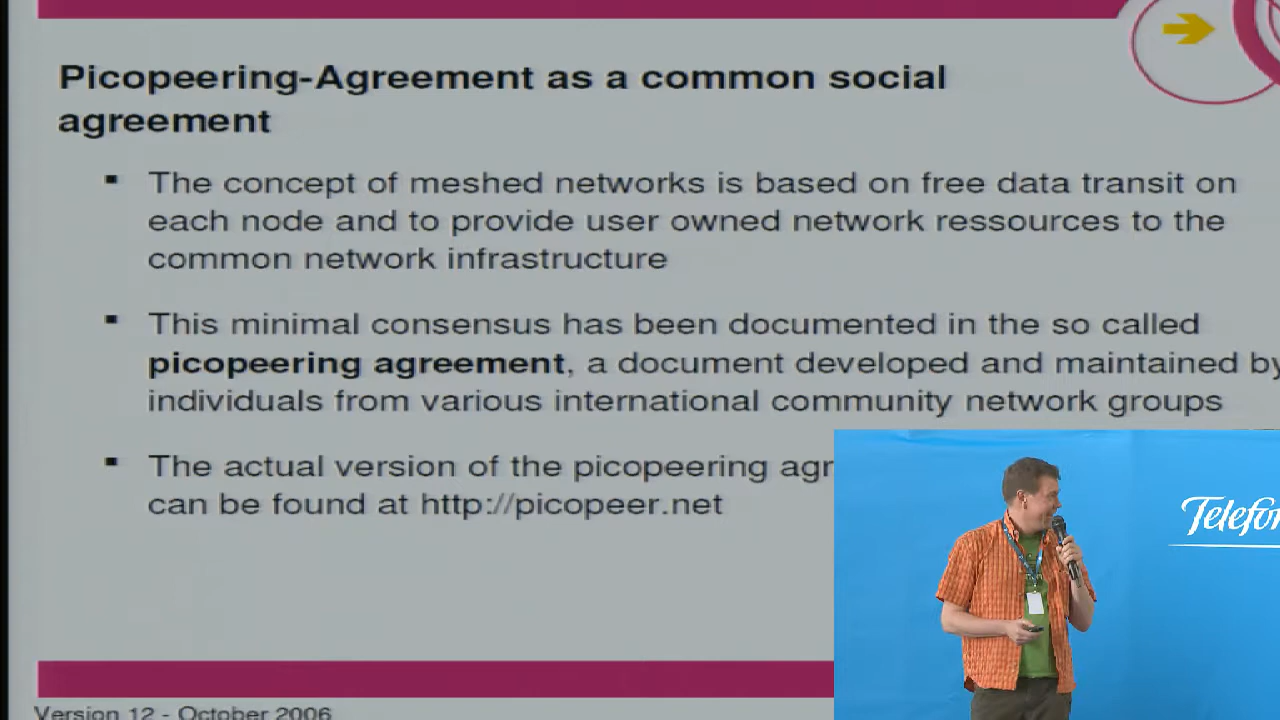 Picopeering-Agreement as a common social
agreement
The concept of meshed networks is based on free data transit on
each node and to provide user owned network ressources to the
common network infrastructure
This minimal consensus has been documented in the so called
picopeering agreement, a document developed and maintained by
individuals from various international community network groups
The actual version of the picopeering agr
can be found at http://picopeer.net
Telefón
Version 12 - October 2006